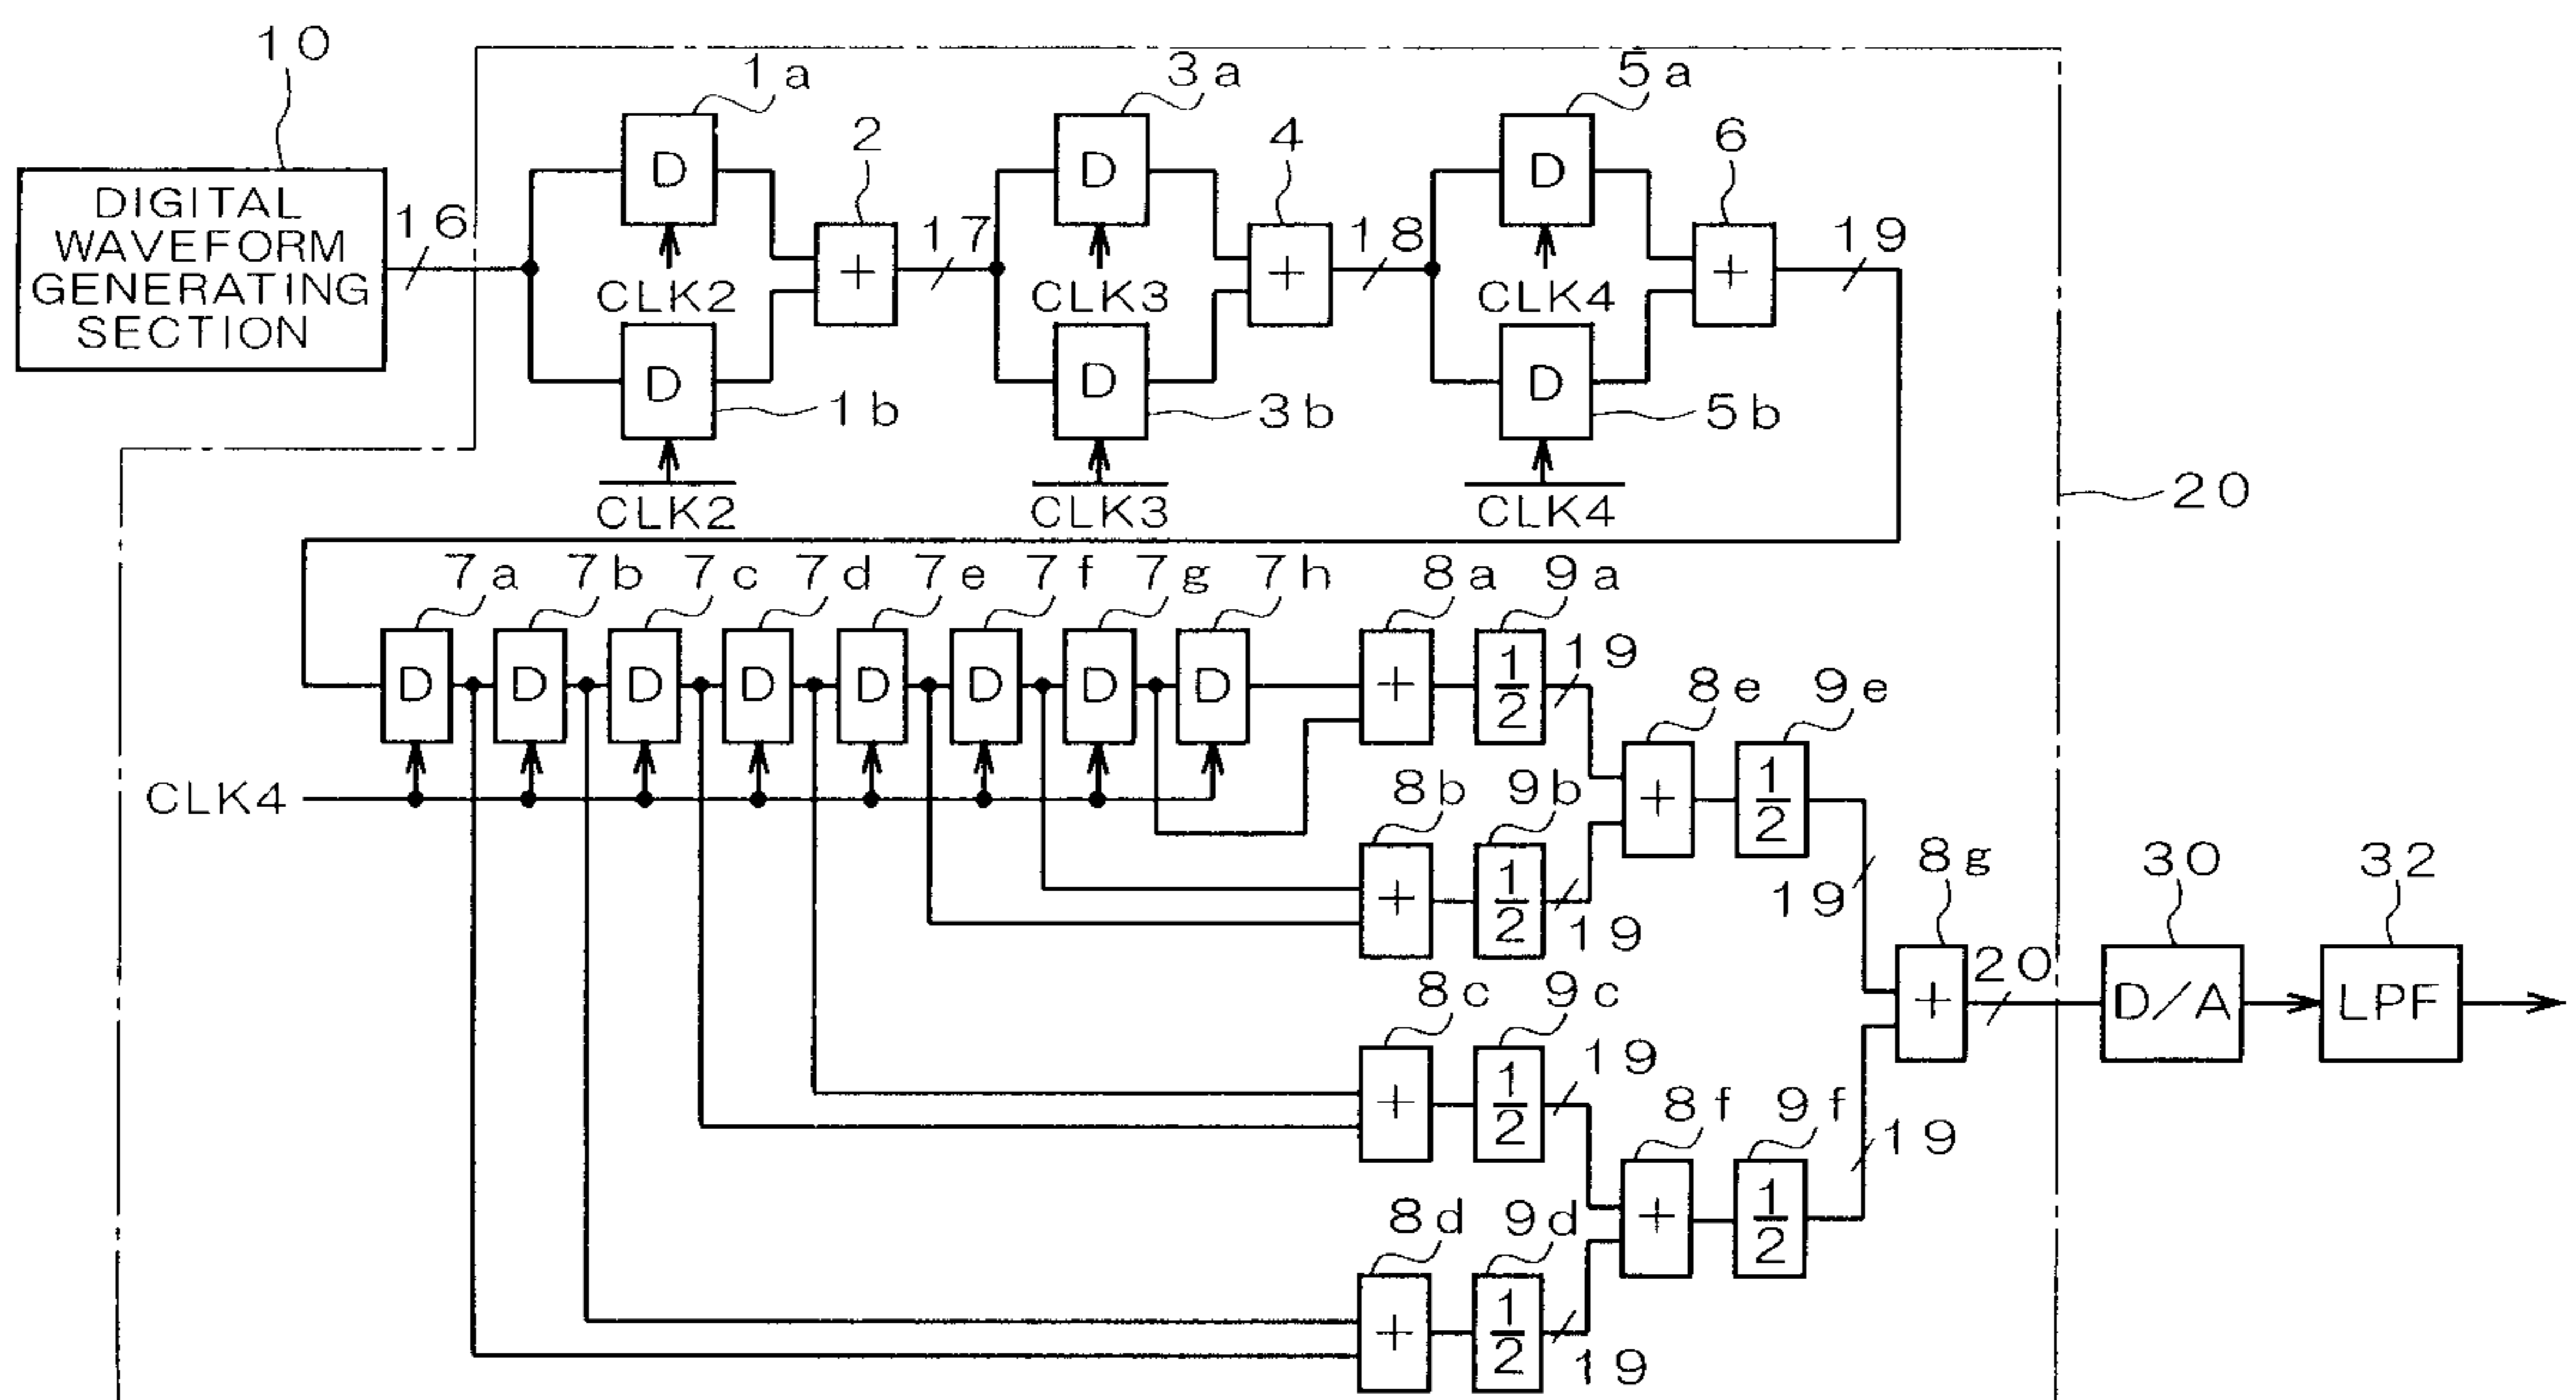 10
1a
3a
5a
DIGITAL
WAVEFORM
GENERATING
SECTION
16
D
2
17
D
4
18
D
6
19
CLK2
+
CLK3
+
CLK4
+
D
1b
D
3b
D
5b
CLK2
CLK3
CLK4
20
7a 7b 7c 7d 7e 7f 7g 7h
8a 9a
D D D D D D D D
+
1/2
19
8e 9e
CLK4
8b 9b
+
1/2
+
1/2
19
19
8g
30
32
8c 9c
20
+
D/A
LPF
+
1/2
19
8f 9f
19
8d 9d
+
1/2
+
1/2
19